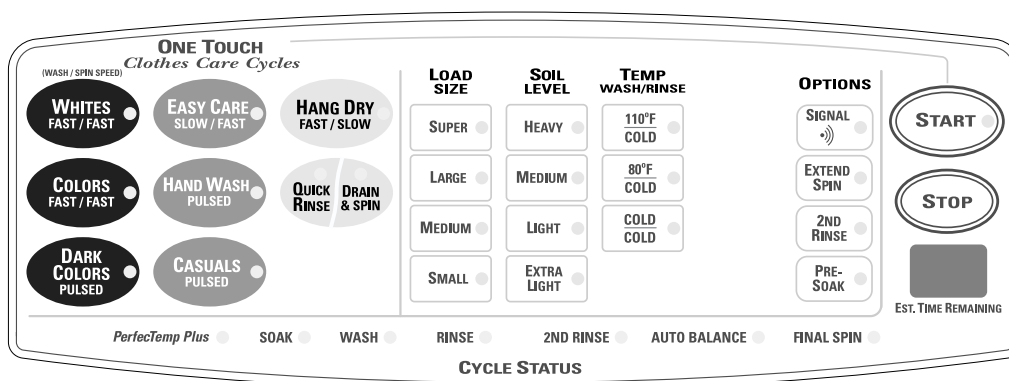 ONE TOUCH
Clothes Care Cycles
(WASH / SPIN SPEED)
WHITES
FAST / FAST
EASY CARE
SLOW / FAST
HANG DRY
FAST / SLOW
COLORS
FAST / FAST
HAND WASH
PULSED
QUICK
RINSE
DRAIN
& SPIN
DARK
COLORS
PULSED
CASUALS
PULSED
LOAD
SIZE
SUPER
LARGE
MEDIUM
SMALL
SOIL
LEVEL
HEAVY
MEDIUM
LIGHT
EXTRA
LIGHT
TEMP
WASH/RINSE
110°F
COLD
80°F
COLD
COLD
COLD
OPTIONS
SIGNAL
EXTEND
SPIN
2ND
RINSE
PRE-
SOAK
START
STOP
EST. TIME REMAINING
PerfecTemp Plus SOAK WASH RINSE 2ND RINSE AUTO BALANCE FINAL SPIN
CYCLE STATUS